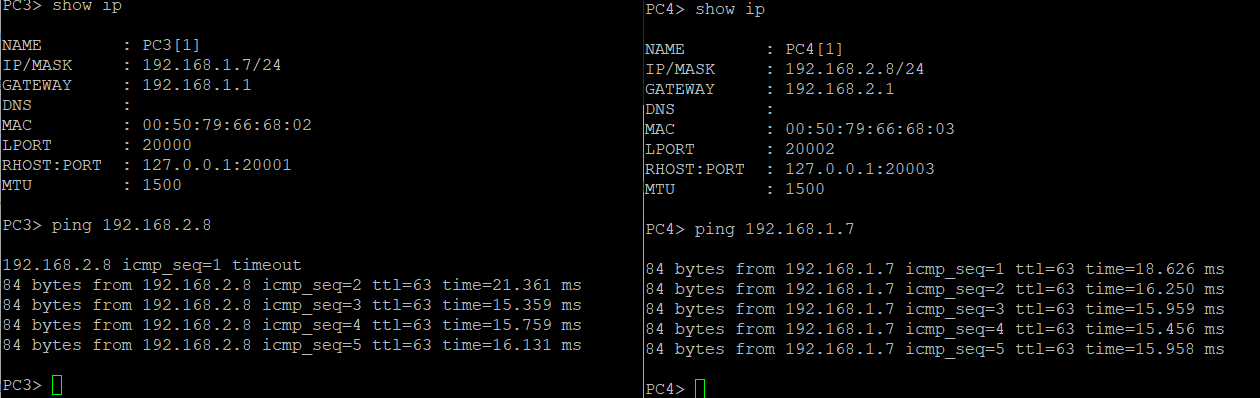 PC3> show ip
NAME : PC3[1]
IP/MASK : 192.168.1.7/24
GATEWAY : 192.168.1.1
DNS :
MAC : 00:50:79:66:68:02
LPORT : 20000
RHOST:PORT : 127.0.0.1:20001
MTU : 1500
PC3> ping 192.168.2.8
192.168.2.8 icmp_seq=1 timeout
84 bytes from 192.168.2.8 icmp_seq=2 ttl=63 time=21.361 ms
84 bytes from 192.168.2.8 icmp_seq=3 ttl=63 time=15.359 ms
84 bytes from 192.168.2.8 icmp_seq=4 ttl=63 time=15.759 ms
84 bytes from 192.168.2.8 icmp_seq=5 ttl=63 time=16.131 ms
PC3>
PC4> show ip
NAME : PC4[1]
IP/MASK : 192.168.2.8/24
GATEWAY : 192.168.2.1
DNS :
MAC : 00:50:79:66:68:03
LPORT : 20002
RHOST:PORT : 127.0.0.1:20003
MTU : 1500
PC4> ping 192.168.1.7
84 bytes from 192.168.1.7 icmp_seq=1 ttl=63 time=18.626 ms
84 bytes from 192.168.1.7 icmp_seq=2 ttl=63 time=16.250 ms
84 bytes from 192.168.1.7 icmp_seq=3 ttl=63 time=15.959 ms
84 bytes from 192.168.1.7 icmp_seq=4 ttl=63 time=15.456 ms
84 bytes from 192.168.1.7 icmp_seq=5 ttl=63 time=15.958 ms
PC4>